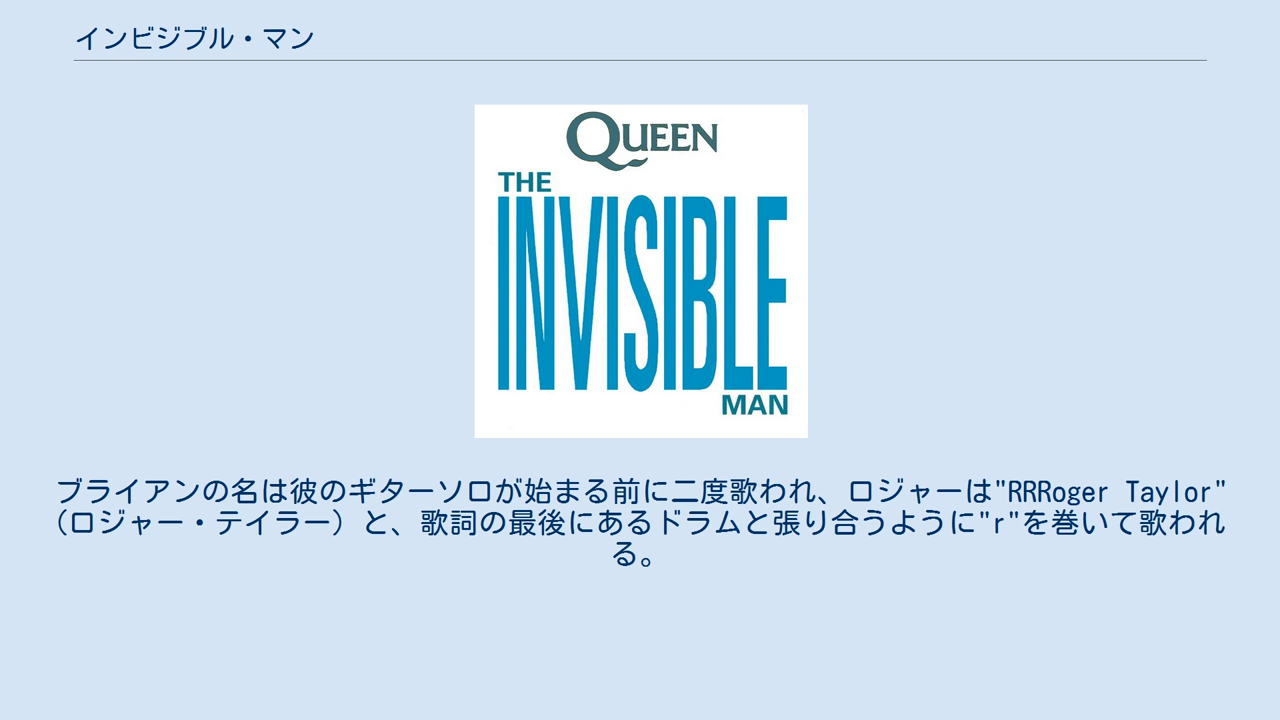 インビジブル・マン
QUEEN
THE
INVISIBLE
MAN
ブライアンの名は彼のギターソロが始まる前に二度歌われ、ロジャーは"RRRoger Taylor"
(ロジャー・テイラー）と、歌詞の最後にあるドラムと張り合うように"r"を巻いて歌われ
る。